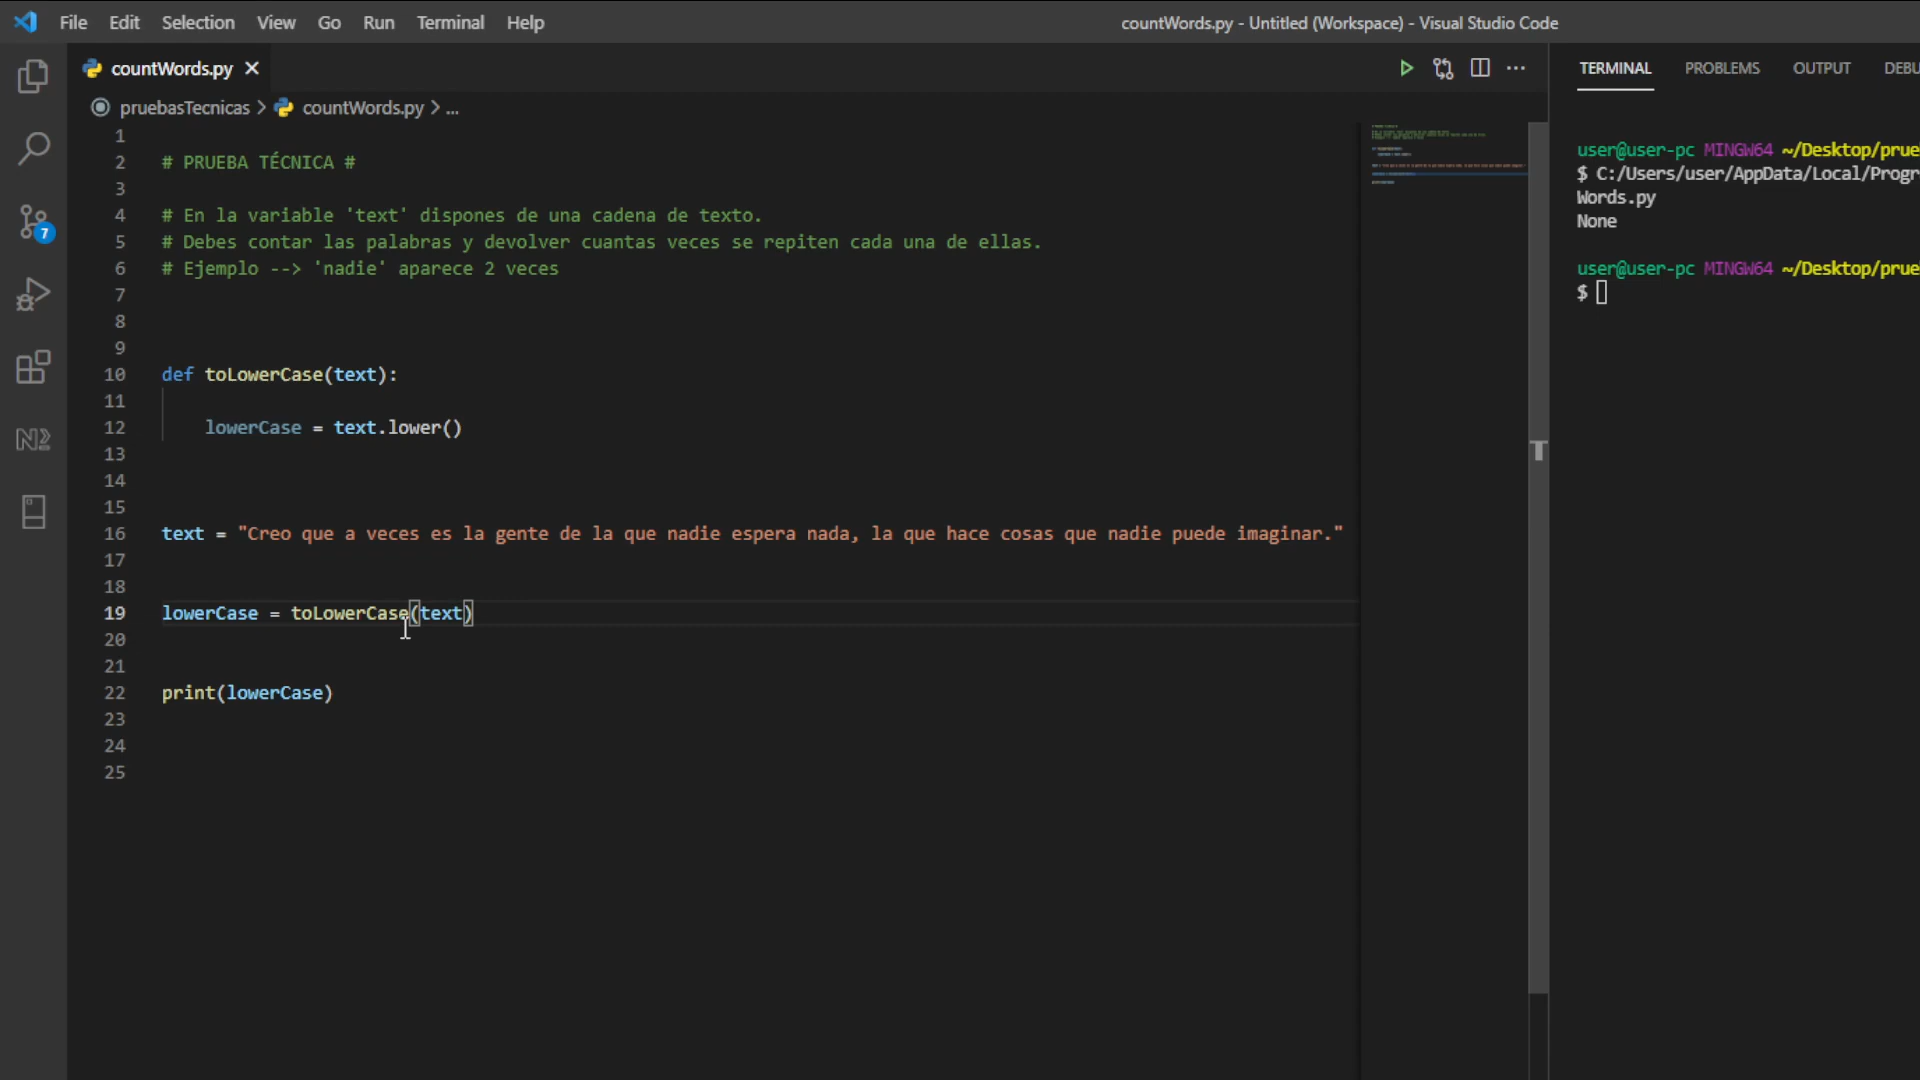 File Edit Selection View Go Run Terminal Help
countWords.py - Untitled (Workspace) - Visual Studio Code
countWords.py
pruebasTecnicas > countWords.py > ...
1
2 # PRUEBA TÉCNICA #
3
4 # En la variable 'text' dispones de una cadena de texto.
5 # Debes contar las palabras y devolver cuantas veces se repiten cada una de ellas.
6 # Ejemplo --> 'nadie' aparece 2 veces
7
8
9
10 def toLowerCase(text):
11
12 lowerCase = text.lower()
13
14
15
16 text = "Creo que a veces es la gente de la que nadie espera nada, la que hace cosas que nadie puede imaginar."
17
18
19 lowerCase = toLowerCase(text)
20
21
22 print(lowerCase)
23
24
25
7
TERMINAL PROBLEMS OUTPUT DEBU
user@user-pc MINGW64 ~/Desktop/prue
$ C:/Users/user/AppData/Local/Progr
Words.py
None
user@user-pc MINGW64 ~/Desktop/prue
$